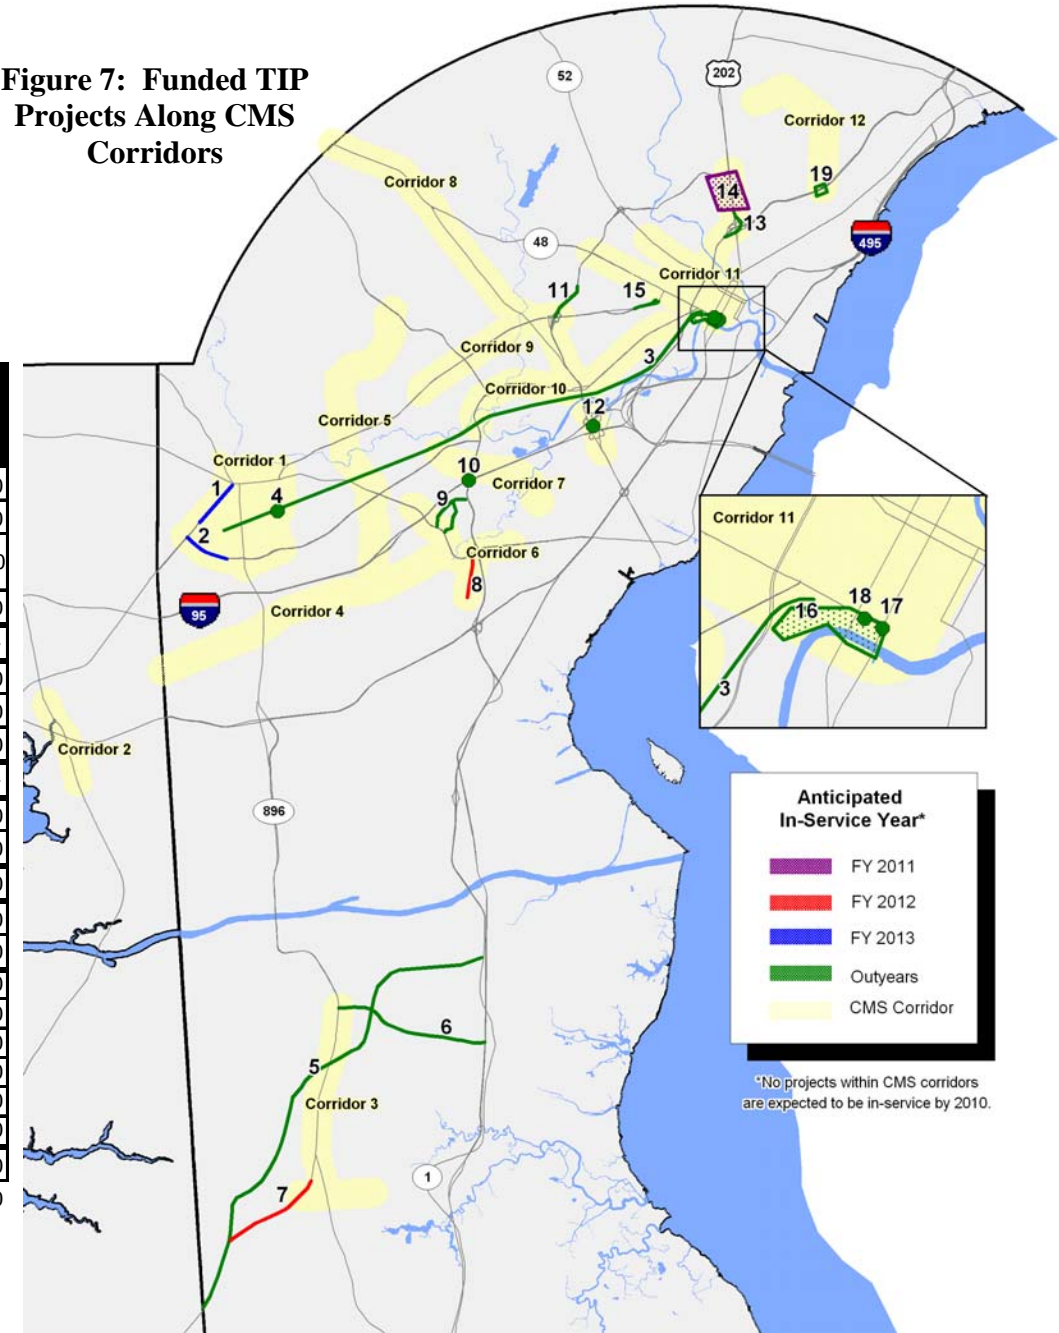 Figure 7: Funded TIP
Projects Along CMS
Corridors
52
202
Corridor 12
Corridor 8
19
14
13
495
48
Corridor 11
11
15
Corridor 9
3
Corridor 10
12
Corridor 5
Corridor 1
10
1
4
9
Corridor 7
2
Corridor 6
8
95
Corridor 4
Corridor 11
18
17
16
3
Corridor 2
896
Anticipated
In-Service Year*
FY 2011
FY 2012
FY 2013
Outyears
CMS Corridor
*No projects within CMS corridors
are expected to be in-service by 2010.
6
5
Corridor 3
7
1